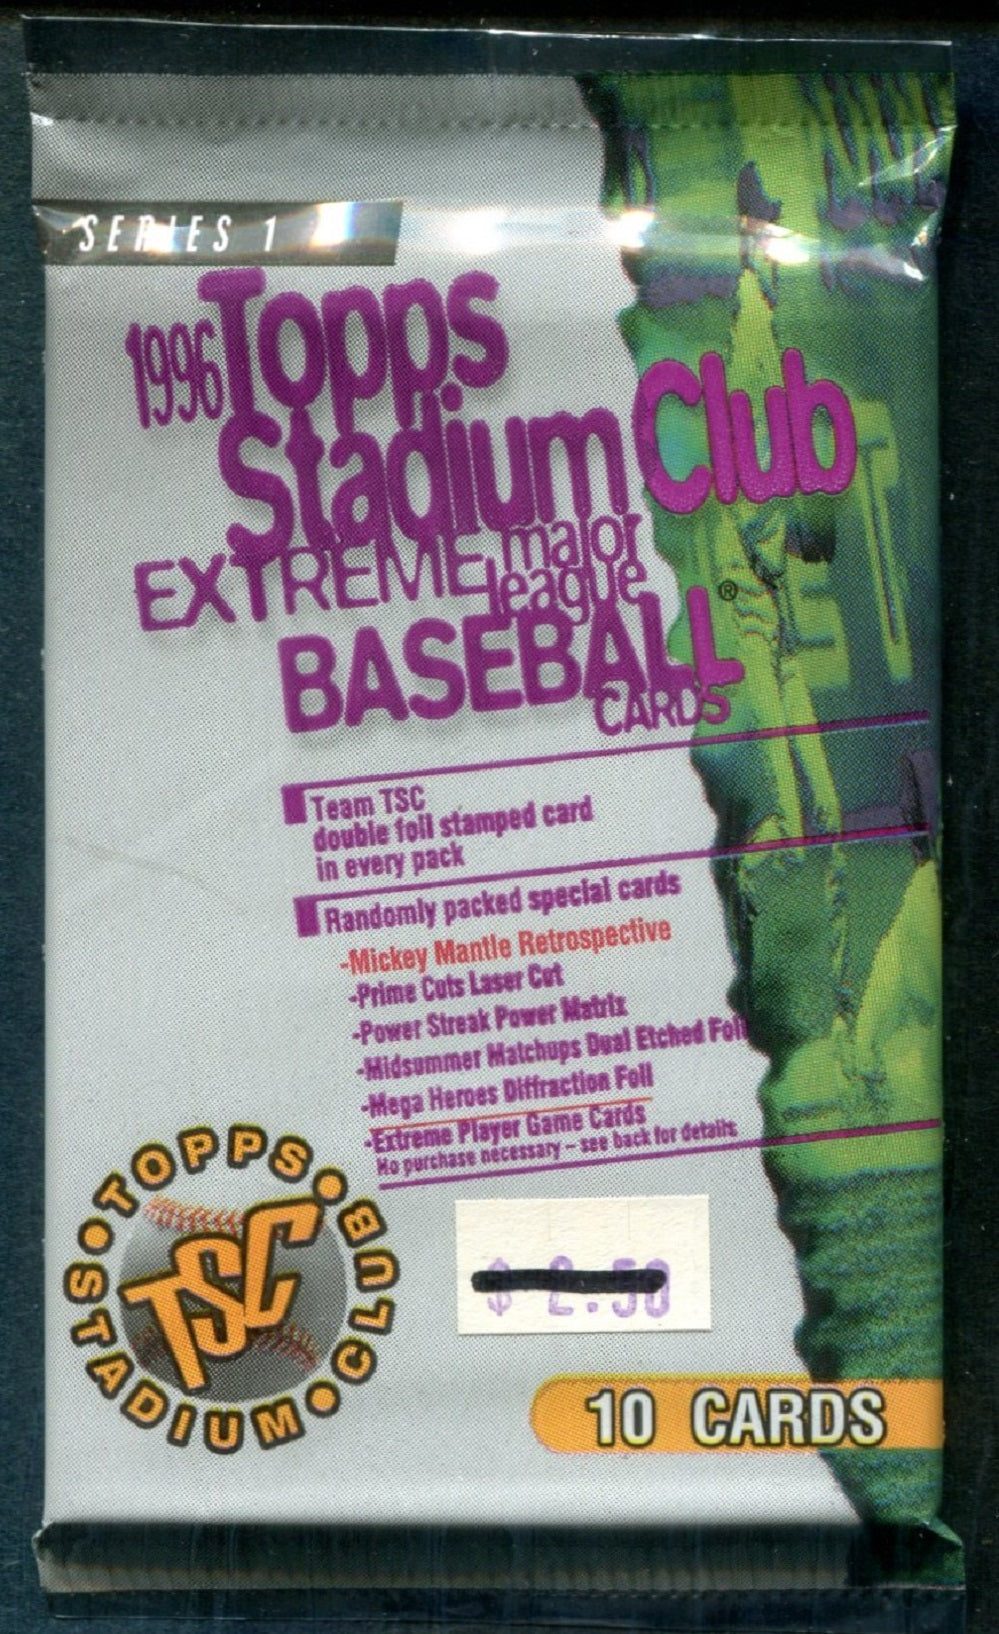 SERIES 1
1996 Topps
Stadium Club
EXTREME major
league
BASEBALL®
CARDS
Team TSC
double foil stamped card
in every pack
Randomly packed special cards
-Mickey Mantle Retrospective
-Prime Cuts Laser Cut
-Power Streak Power Matrix
-Midsummer Matchups Dual Etched Foil
-Mega Heroes Diffraction Foil
-Extreme Player Game Cards
No purchase necessary – see back for details
TOPPS•STADIUM•CLUB•
TSC
$ 2.50
10 CARDS